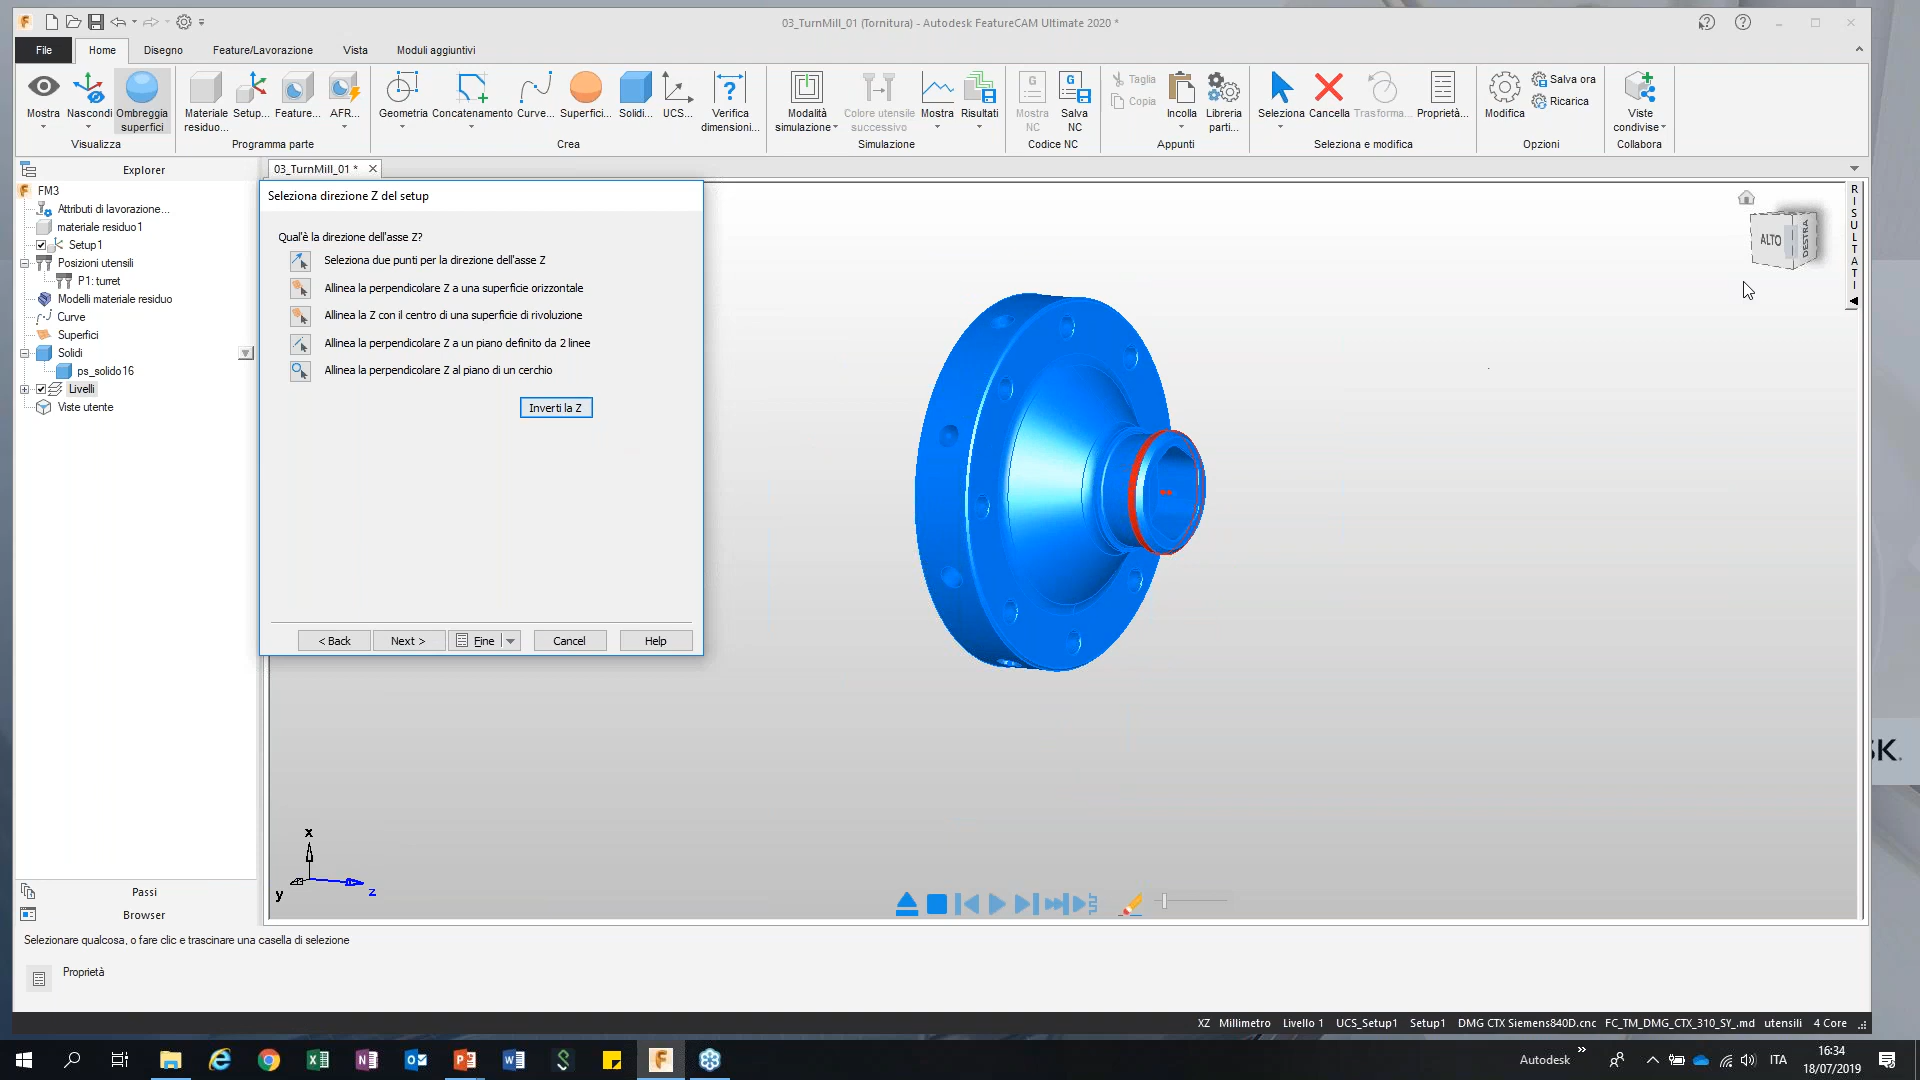 03_TurnMill_01 (Tornitura) - Autodesk FeatureCAM Ultimate 2020 *
File
Home
Disegno
Feature/Lavorazione
Vista
Moduli aggiuntivi
Mostra
Nascondi
Ombreggia superfici
Materiale residuo...
Setup...
Feature...
AFR...
Geometria
Concatenamento
Curve...
Superfici...
Solidi...
UCS...
Verifica dimensioni...
Modalità simulazione
Colore utensile successivo
Mostra
Risultati
Mostra NC
Salva NC
Taglia
Copia
Incolla
Libreria parti...
Seleziona
Cancella
Trasforma...
Proprietà...
Modifica
Salva ora
Ricarica
Viste condivise
Visualizza
Programma parte
Crea
Simulazione
Codice NC
Appunti
Seleziona e modifica
Opzioni
Collabora
Explorer
03_TurnMill_01 *
FM3
Attributi di lavorazione...
materiale residuo1
Setup1
Posizioni utensili
P1: turret
Modelli materiale residuo
Curve
Superfici
Solidi
ps_solido16
Livelli
Viste utente
Seleziona direzione Z del setup
Qual'è la direzione dell'asse Z?
Seleziona due punti per la direzione dell'asse Z
Allinea la perpendicolare Z a una superficie orizzontale
Allinea la Z con il centro di una superficie di rivoluzione
Allinea la perpendicolare Z a un piano definito da 2 linee
Allinea la perpendicolare Z al piano di un cerchio
Inverti la Z
< Back
Next >
Fine
Cancel
Help
ALTO
DESTRA
RISULTATI
x
y
z
Passi
Browser
Selezionare qualcosa, o fare clic e trascinare una casella di selezione
Proprietà
SK.
XZ Millimetro Livello 1 UCS_Setup1 Setup1 DMG CTX Siemens840D.cnc FC_TM_DMG_CTX_310_SY_.md utensili 4 Core
Autodesk
ITA
16:34
18/07/2019